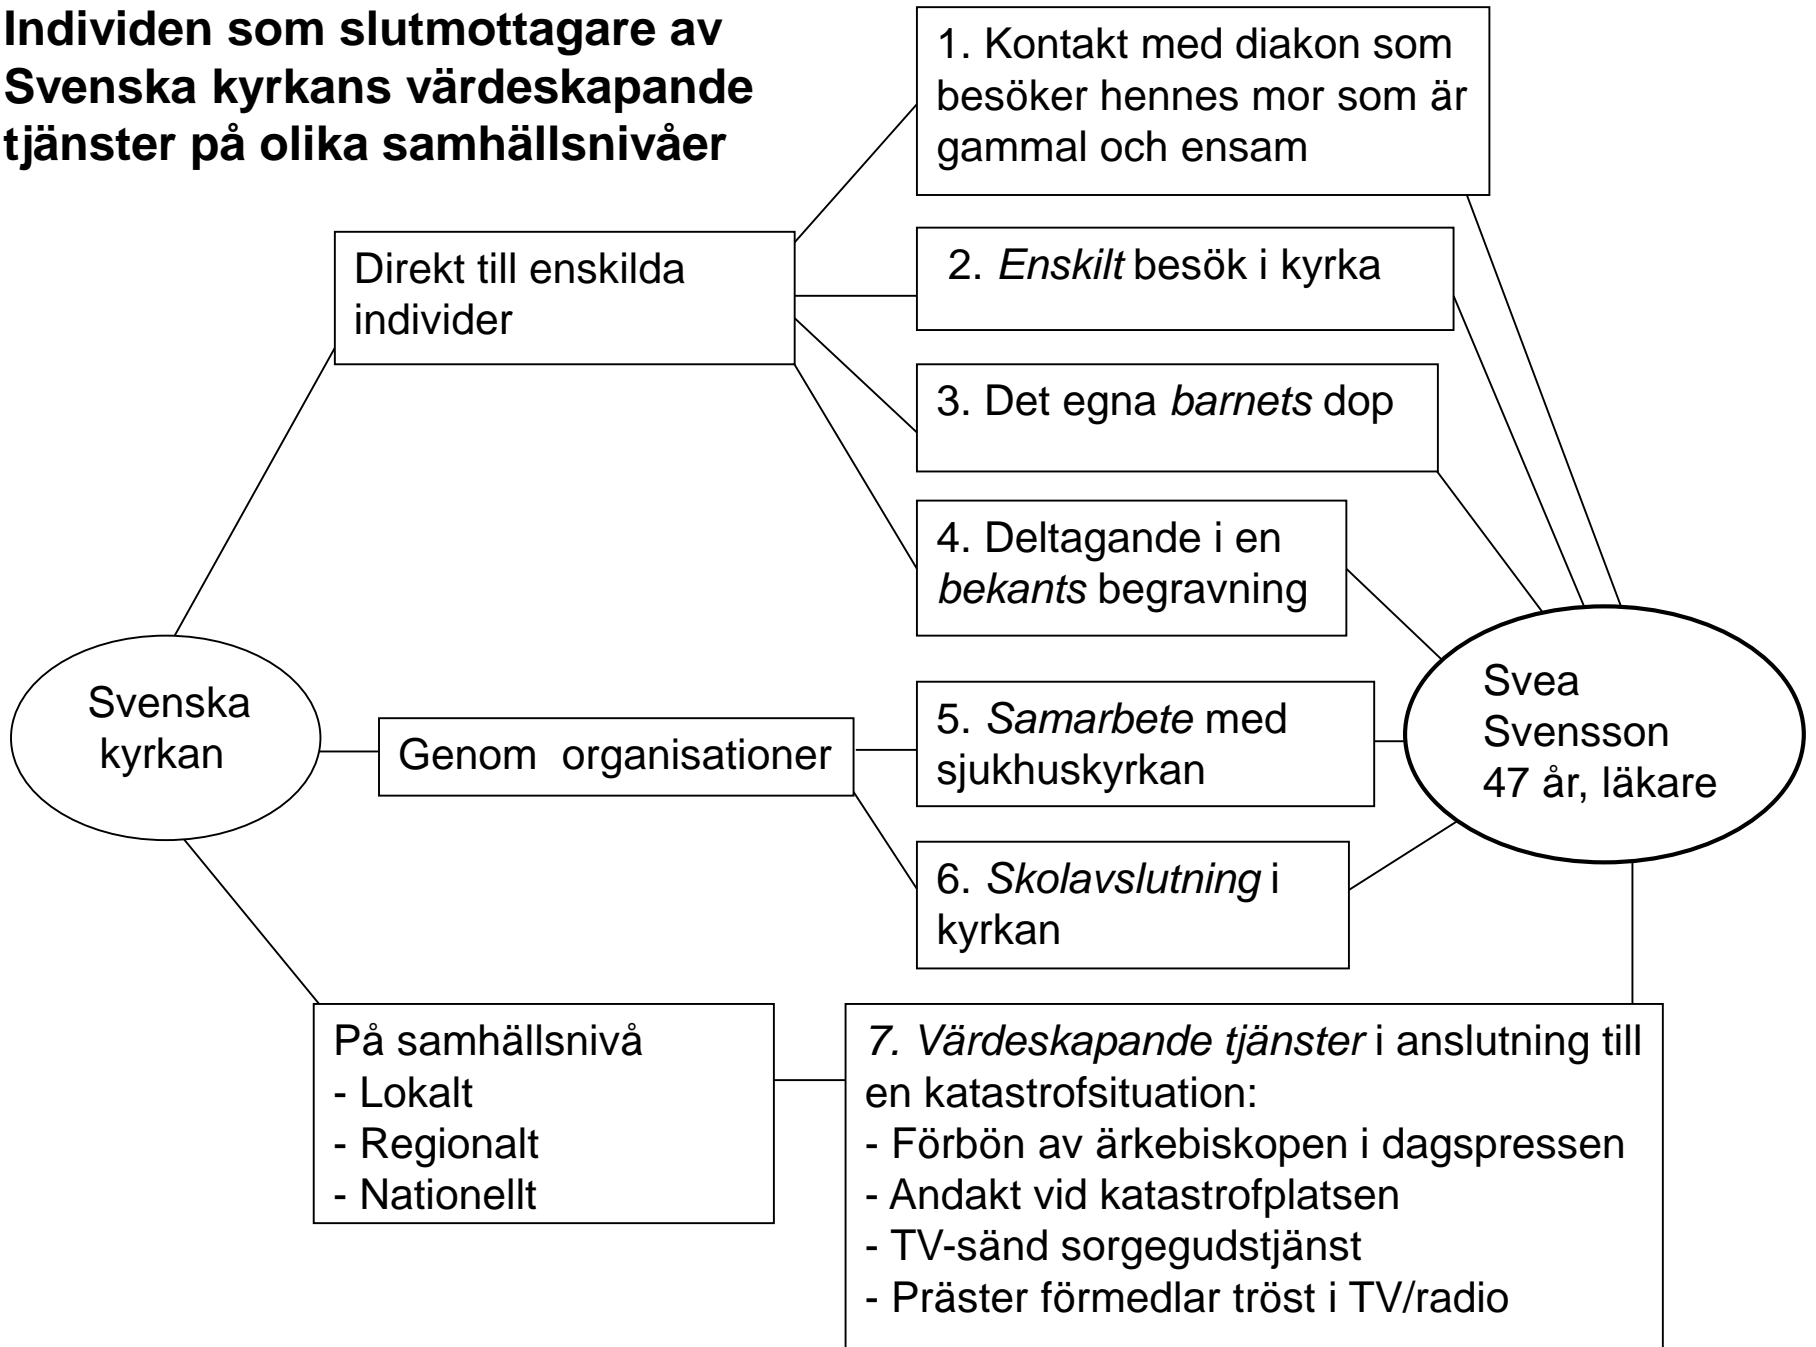 Individen som slutmottagare av
Svenska kyrkans värdeskapande
tjänster på olika samhällsnivåer
1. Kontakt med diakon som
besöker hennes mor som är
gammal och ensam
Direkt till enskilda
individer
2. Enskilt besök i kyrka
3. Det egna barnets dop
4. Deltagande i en
bekants begravning
Svenska
kyrkan
Genom organisationer
5. Samarbete med
sjukhuskyrkan
Svea
Svensson
47 år, läkare
6. Skolavslutning i
kyrkan
På samhällsnivå
- Lokalt
- Regionalt
- Nationellt
7. Värdeskapande tjänster i anslutning till
en katastrofsituation:
- Förbön av ärkebiskopen i dagspressen
- Andakt vid katastrofplatsen
- TV-sänd sorgegudstjänst
- Präster förmedlar tröst i TV/radio